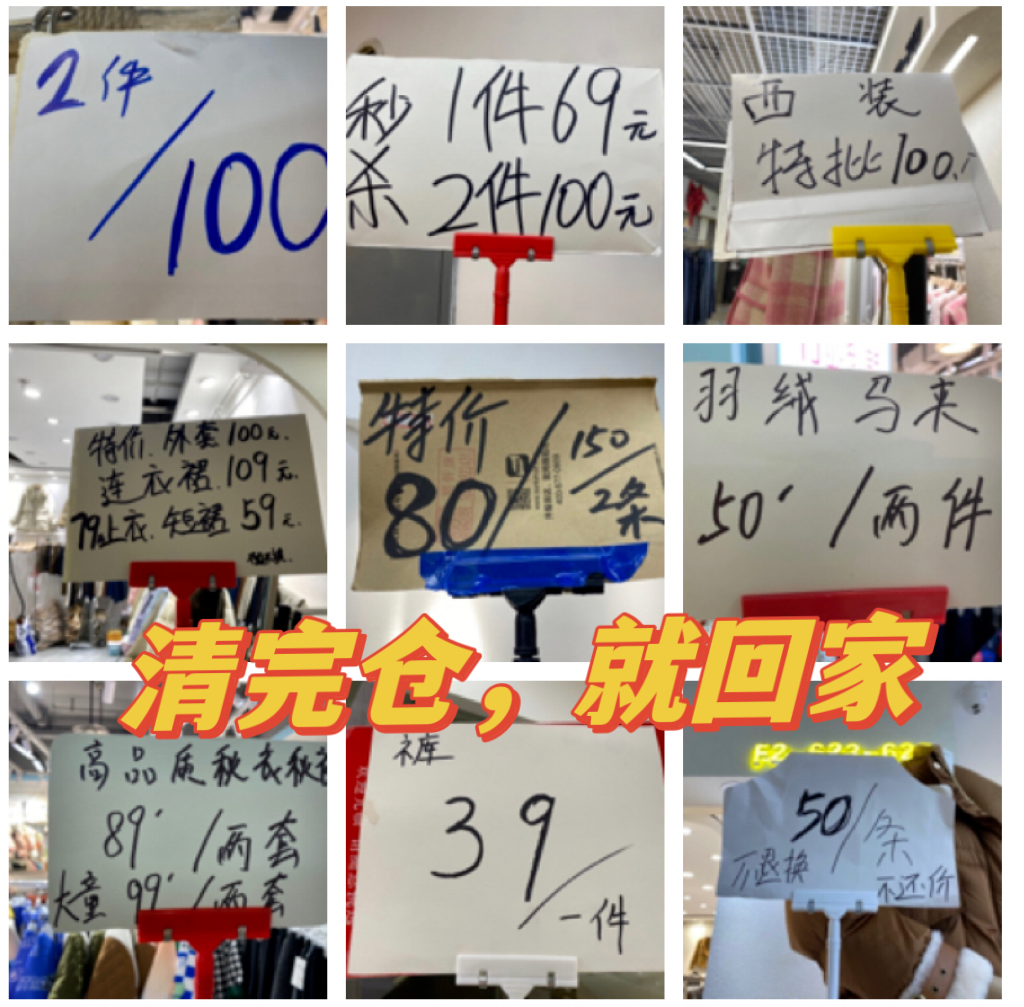 2件
/100
秒杀
1件69元
2件100元
西装
特批100.
特价.外套100元.
连衣裙.109元.
79上衣.短裙59元.
特价
80/
150/2条
羽绒马夹
50'/两件
清完仓，就回家
高品质秋衣秋
89'/两套
大童99'/两套
裤
39/一件
50/条
不退换
不还价